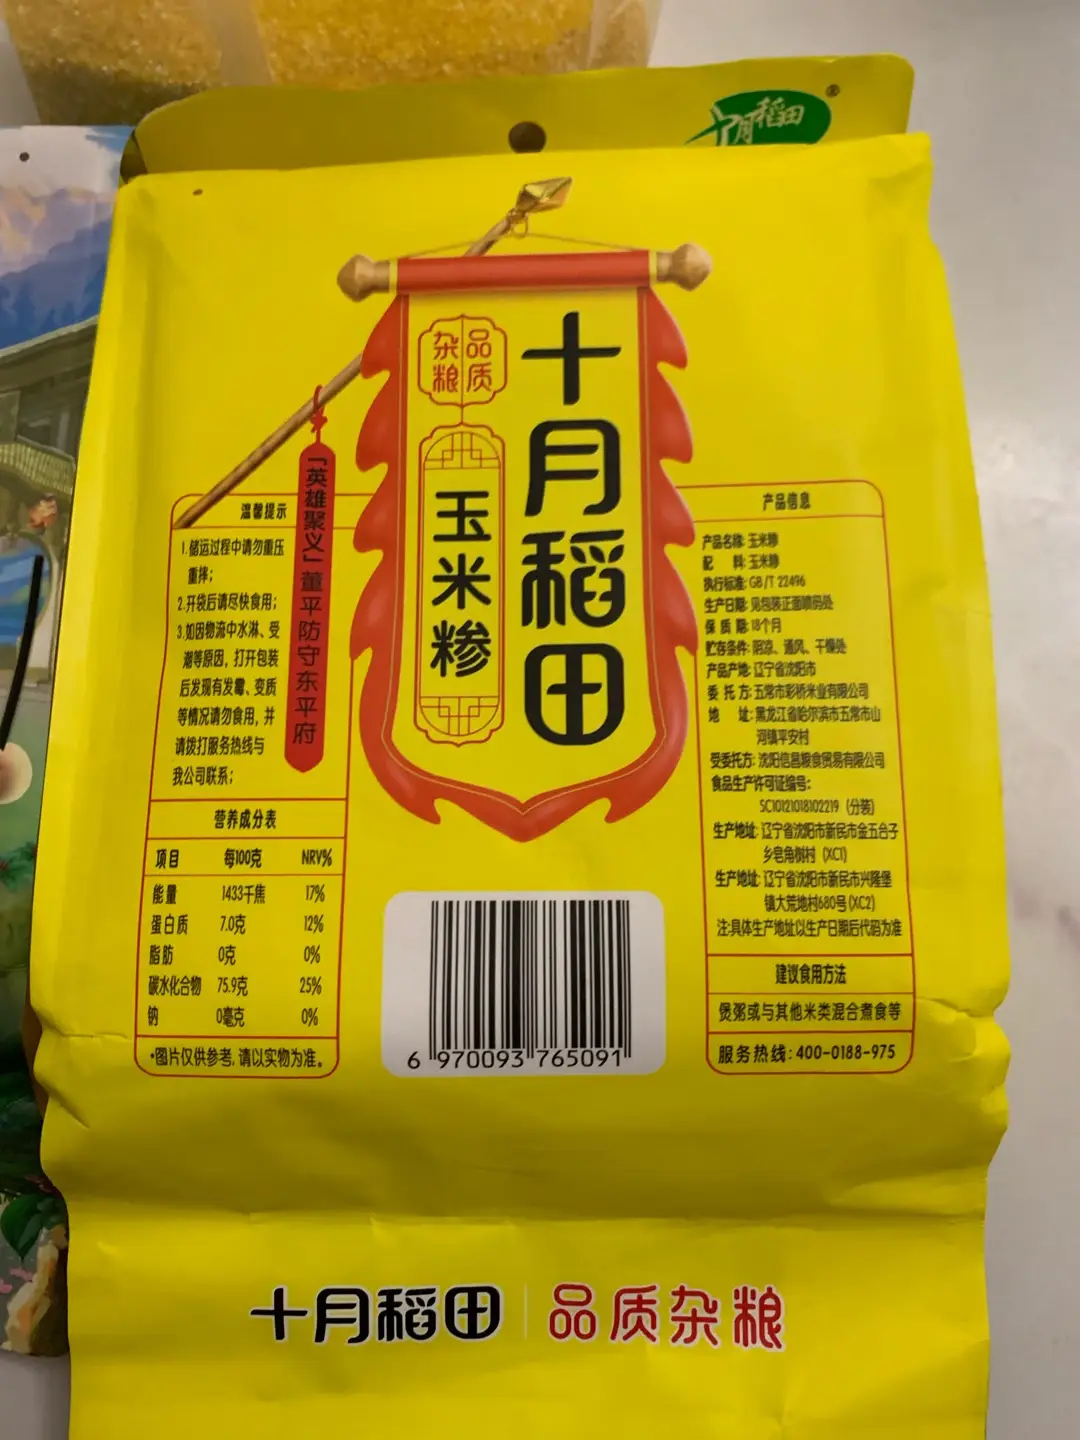 十月稻田®
十月稻田
品质
杂粮
玉米糁
「英雄聚义」董平防守东平府
温馨提示
1.储运过程中请勿重压
重摔；
2.开袋后请尽快食用；
3.如因物流中水淋、受
潮等原因，打开包装
后发现有发霉、变质
等情况请勿食用，并
请拨打服务热线与
我公司联系；
营养成分表
项目 每100克 NRV%
能量 1433千焦 17%
蛋白质 7.0克 12%
脂肪 0克 0%
碳水化合物 75.9克 25%
钠 0毫克 0%
•图片仅供参考，请以实物为准。
产品信息
产品名称：玉米糁
配 料：玉米糁
执行标准：GB/T 22496
生产日期：见包装正面喷码处
保 质 期：18个月
贮存条件：阴凉、通风、干燥处
产品产地：辽宁省沈阳市
委 托 方：五常市彩桥米业有限公司
地 址：黑龙江省哈尔滨市五常市山
河镇平安村
受委托方：沈阳信昌粮食贸易有限公司
食品生产许可证编号：
SC10121018102219（分装）
生产地址：辽宁省沈阳市新民市金五台子
乡皂角树村（XC1）
生产地址：辽宁省沈阳市新民市兴隆堡
镇大荒地村680号（XC2）
注：具体生产地址以生产日期后代码为准
建议食用方法
煲粥或与其他米类混合煮食等
服务热线：400-0188-975
6 970093 765091
十月稻田 | 品质杂粮